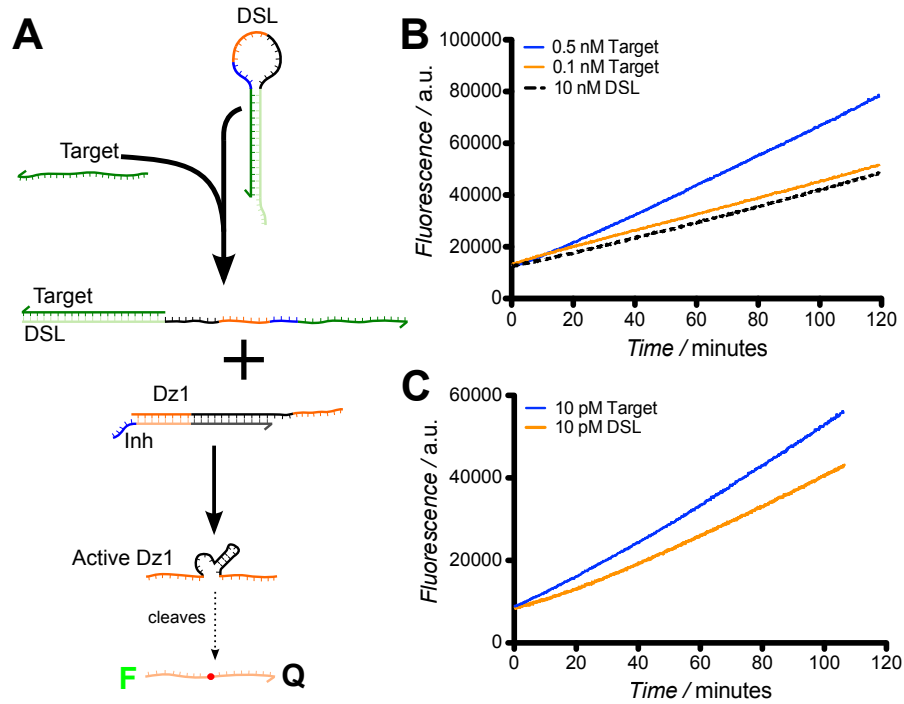 A
DSL
Target
Target
DSL
+
Dz1
Inh
Active Dz1
cleaves
F
Q
B
100000
80000
60000
40000
20000
0
Fluorescence / a.u.
0.5 nM Target
0.1 nM Target
10 nM DSL
0 20 40 60 80 100 120
Time / minutes
C
60000
40000
20000
0
Fluorescence / a.u.
10 pM Target
10 pM DSL
0 20 40 60 80 100 120
Time / minutes